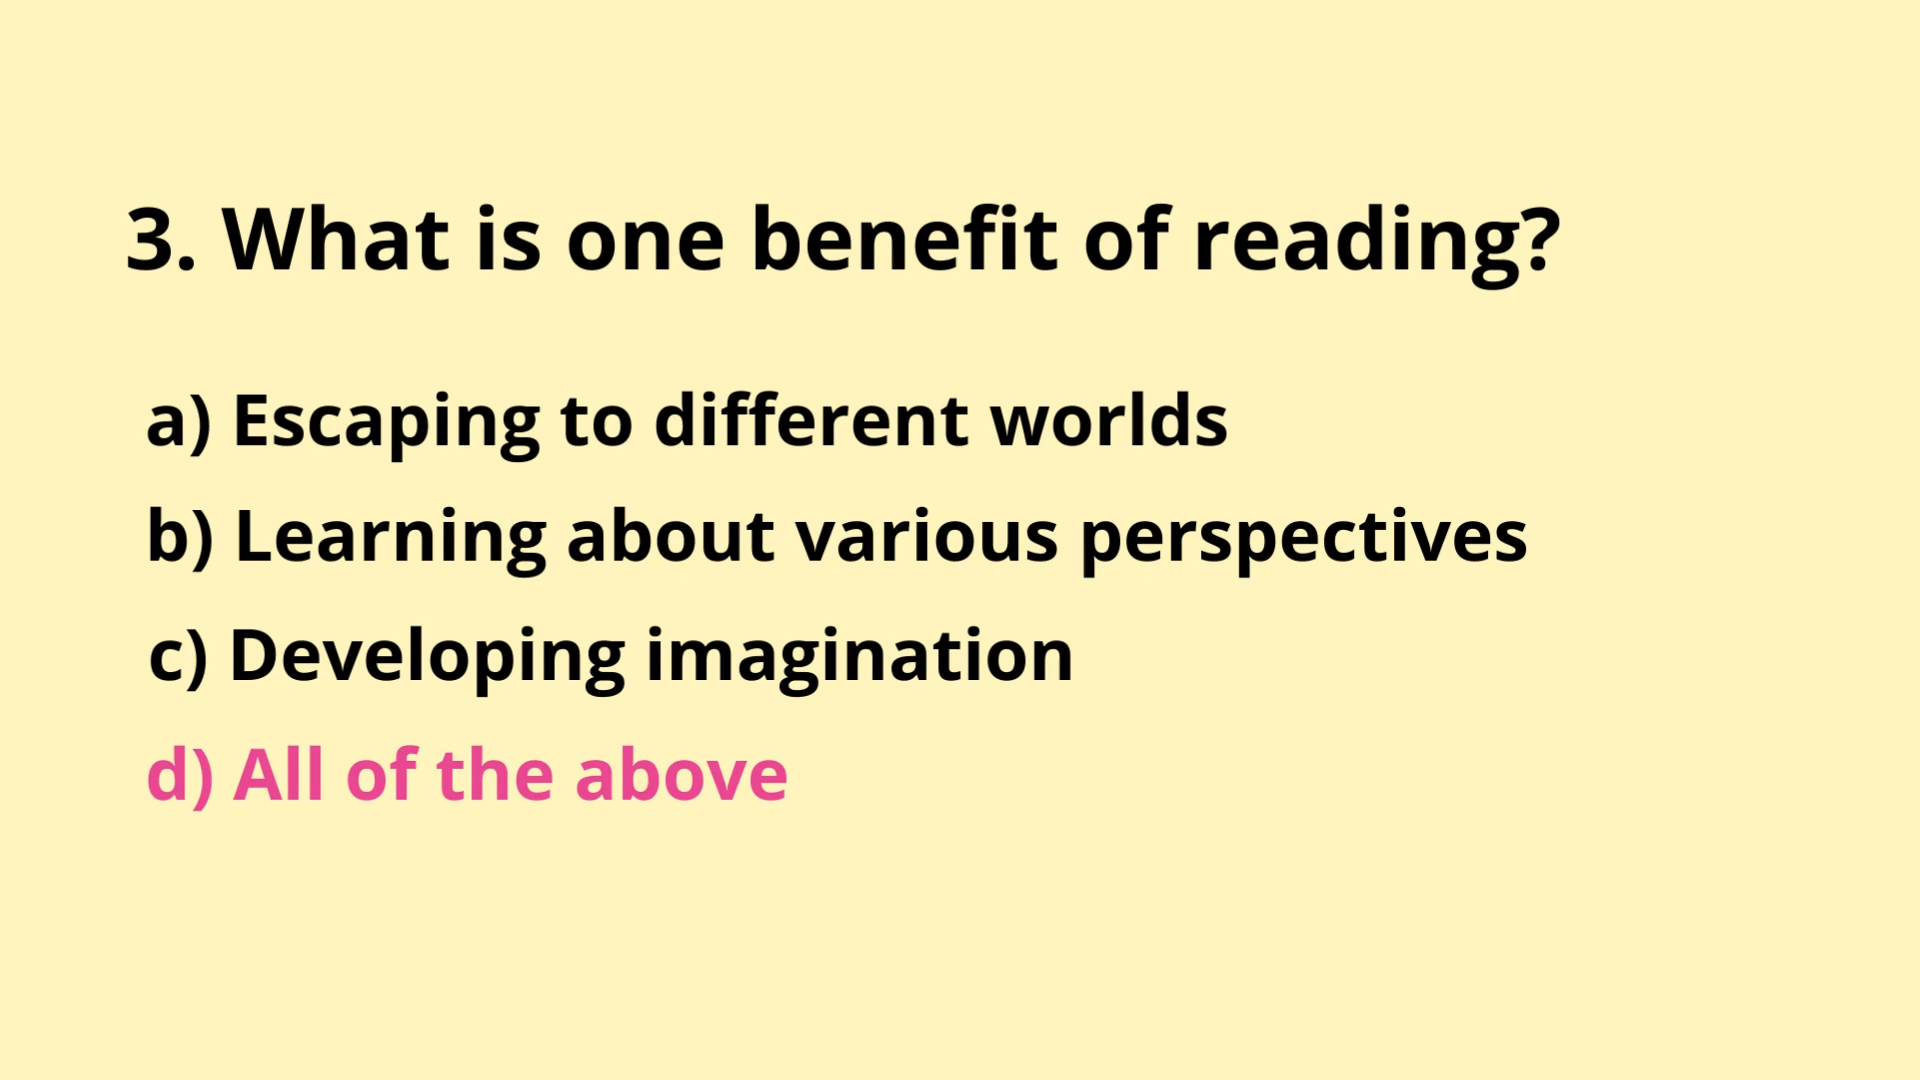 3. What is one benefit of reading?
a) Escaping to different worlds
b) Learning about various perspectives
c) Developing imagination
d) All of the above